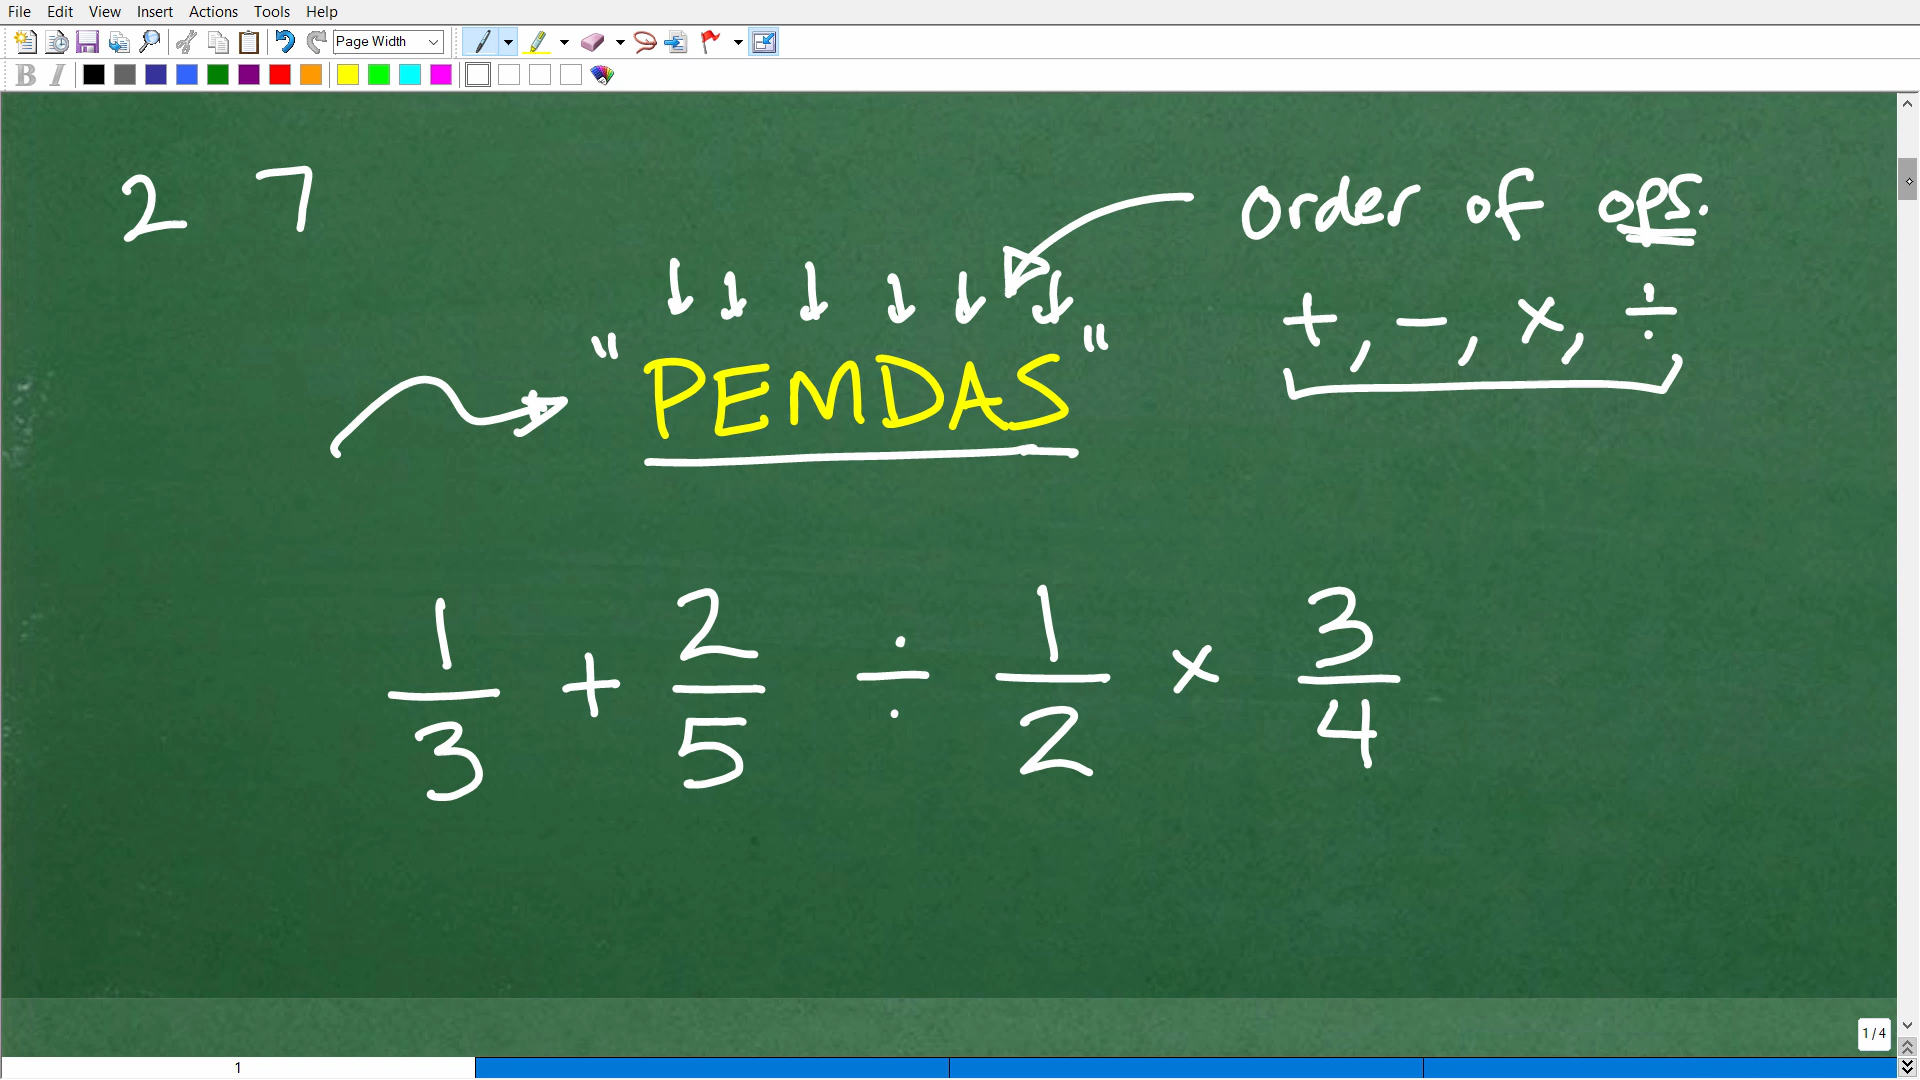 File Edit View Insert Actions Tools Help
Page Width
B I
2 7
Order of ops.
+, -, ×, ÷
"PEMDAS"
1/3 + 2/5 ÷ 1/2 × 3/4
1 / 4
1